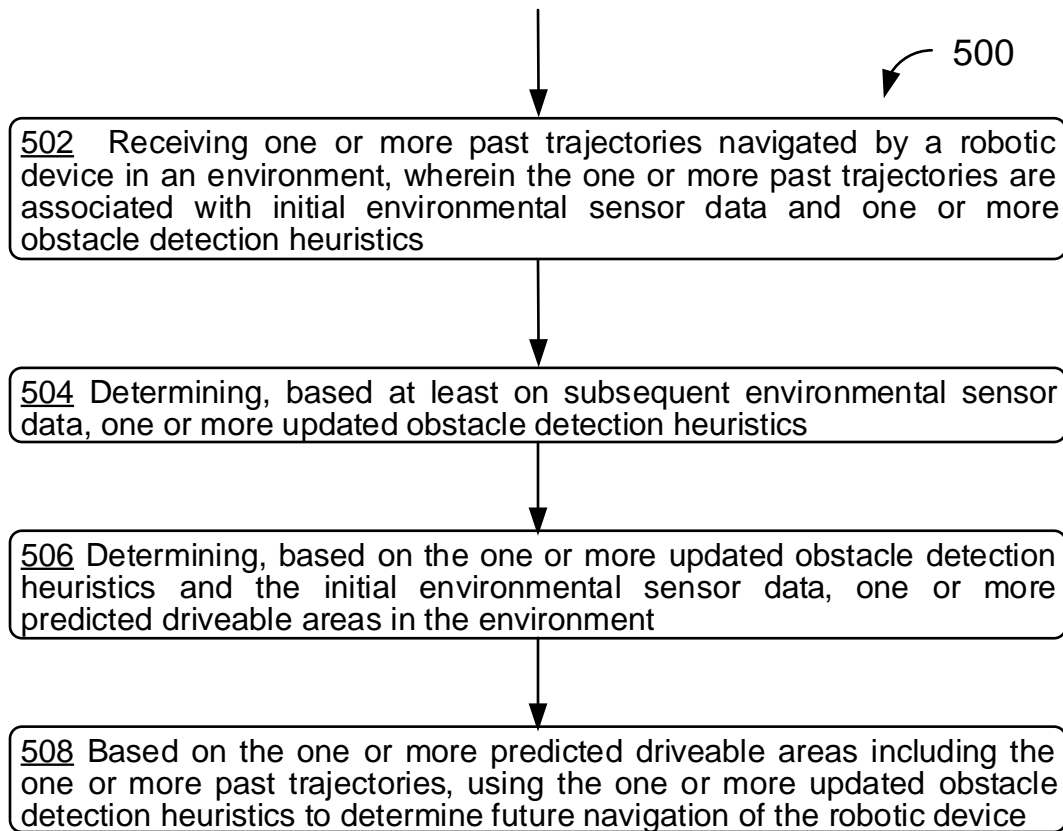 500
502 Receiving one or more past trajectories navigated by a robotic
device in an environment, wherein the one or more past trajectories are
associated with initial environmental sensor data and one or more
obstacle detection heuristics
504 Determining, based at least on subsequent environmental sensor
data, one or more updated obstacle detection heuristics
506 Determining, based on the one or more updated obstacle detection
heuristics and the initial environmental sensor data, one or more
predicted driveable areas in the environment
508 Based on the one or more predicted driveable areas including the
one or more past trajectories, using the one or more updated obstacle
detection heuristics to determine future navigation of the robotic device